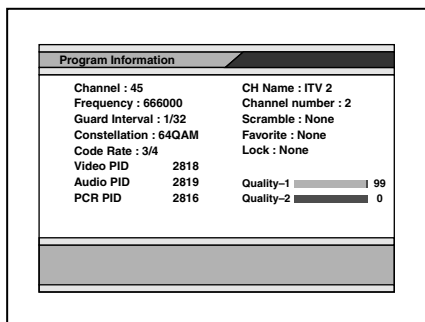 Program Information
Channel : 45
Frequency : 666000
Guard Interval : 1/32
Constellation : 64QAM
Code Rate : 3/4
Video PID 2818
Audio PID 2819
PCR PID 2816
CH Name : ITV 2
Channel number : 2
Scramble : None
Favorite : None
Lock : None
Quality–1 99
Quality–2 0